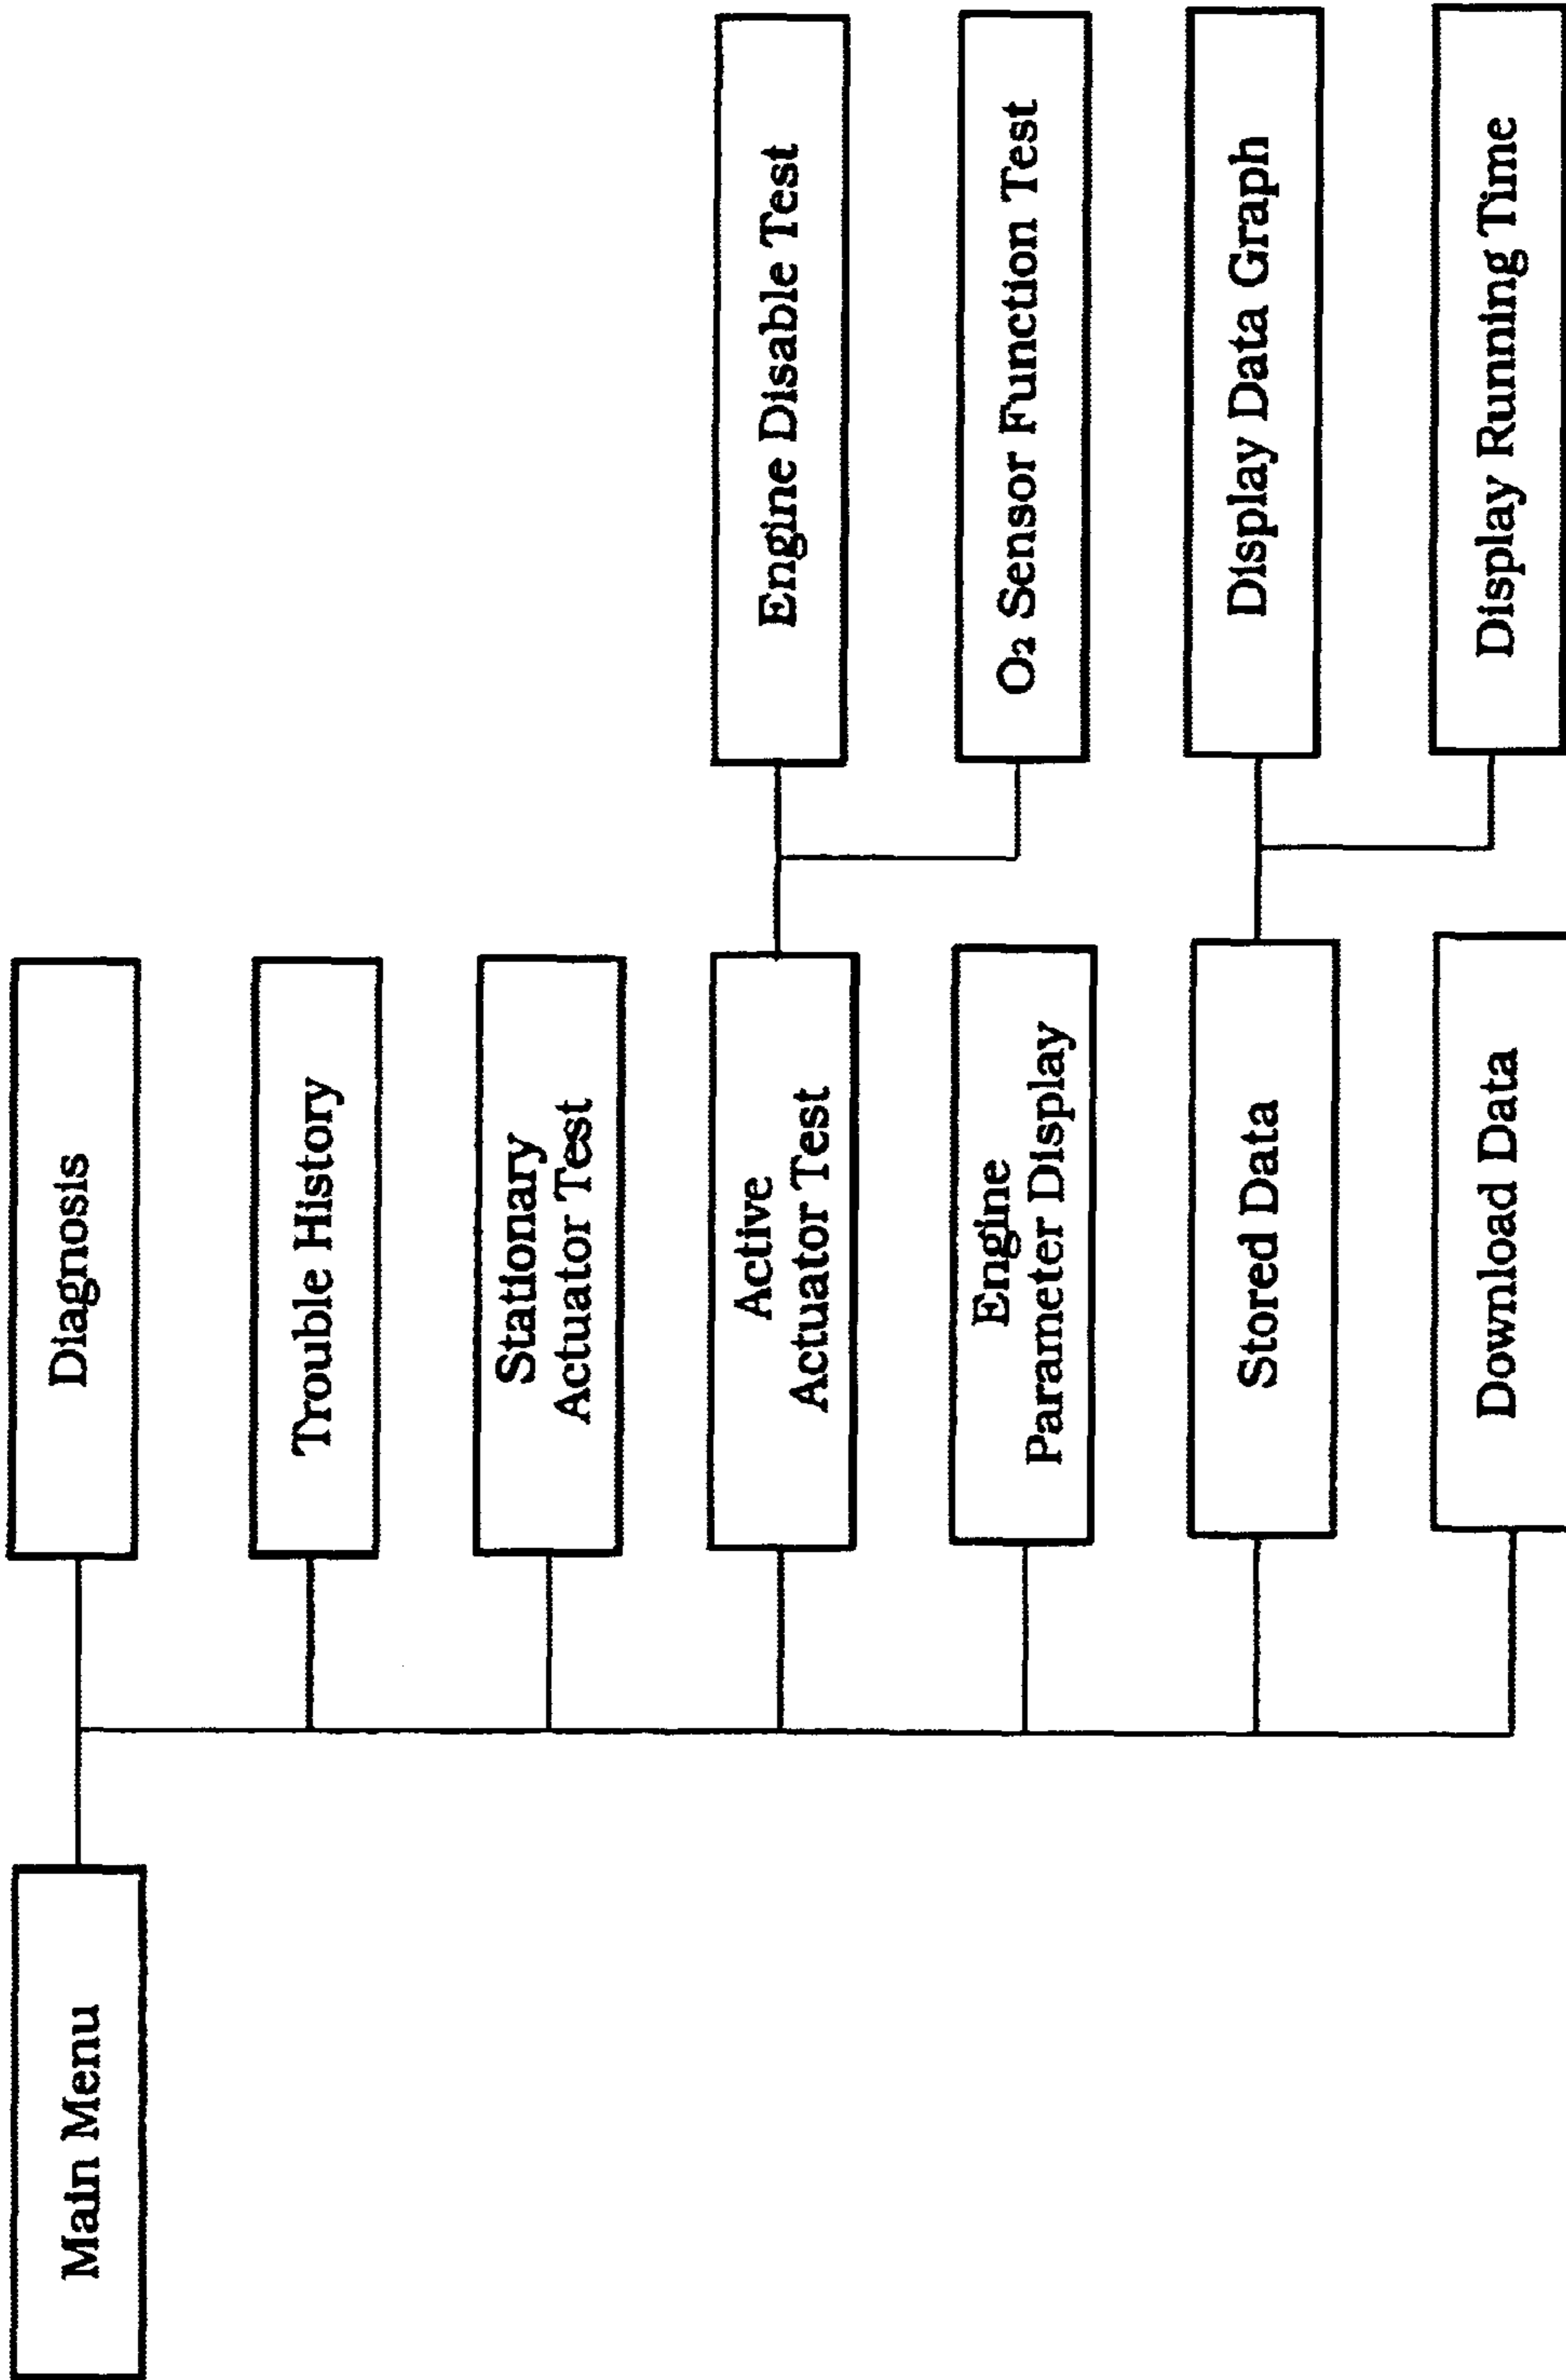 Main Menu
Diagnosis
Trouble History
Stationary
Actuator Test
Active
Actuator Test
Engine Disable Test
O₂ Sensor Function Test
Engine
Parameter Display
Stored Data
Display Data Graph
Display Running Time
Download Data